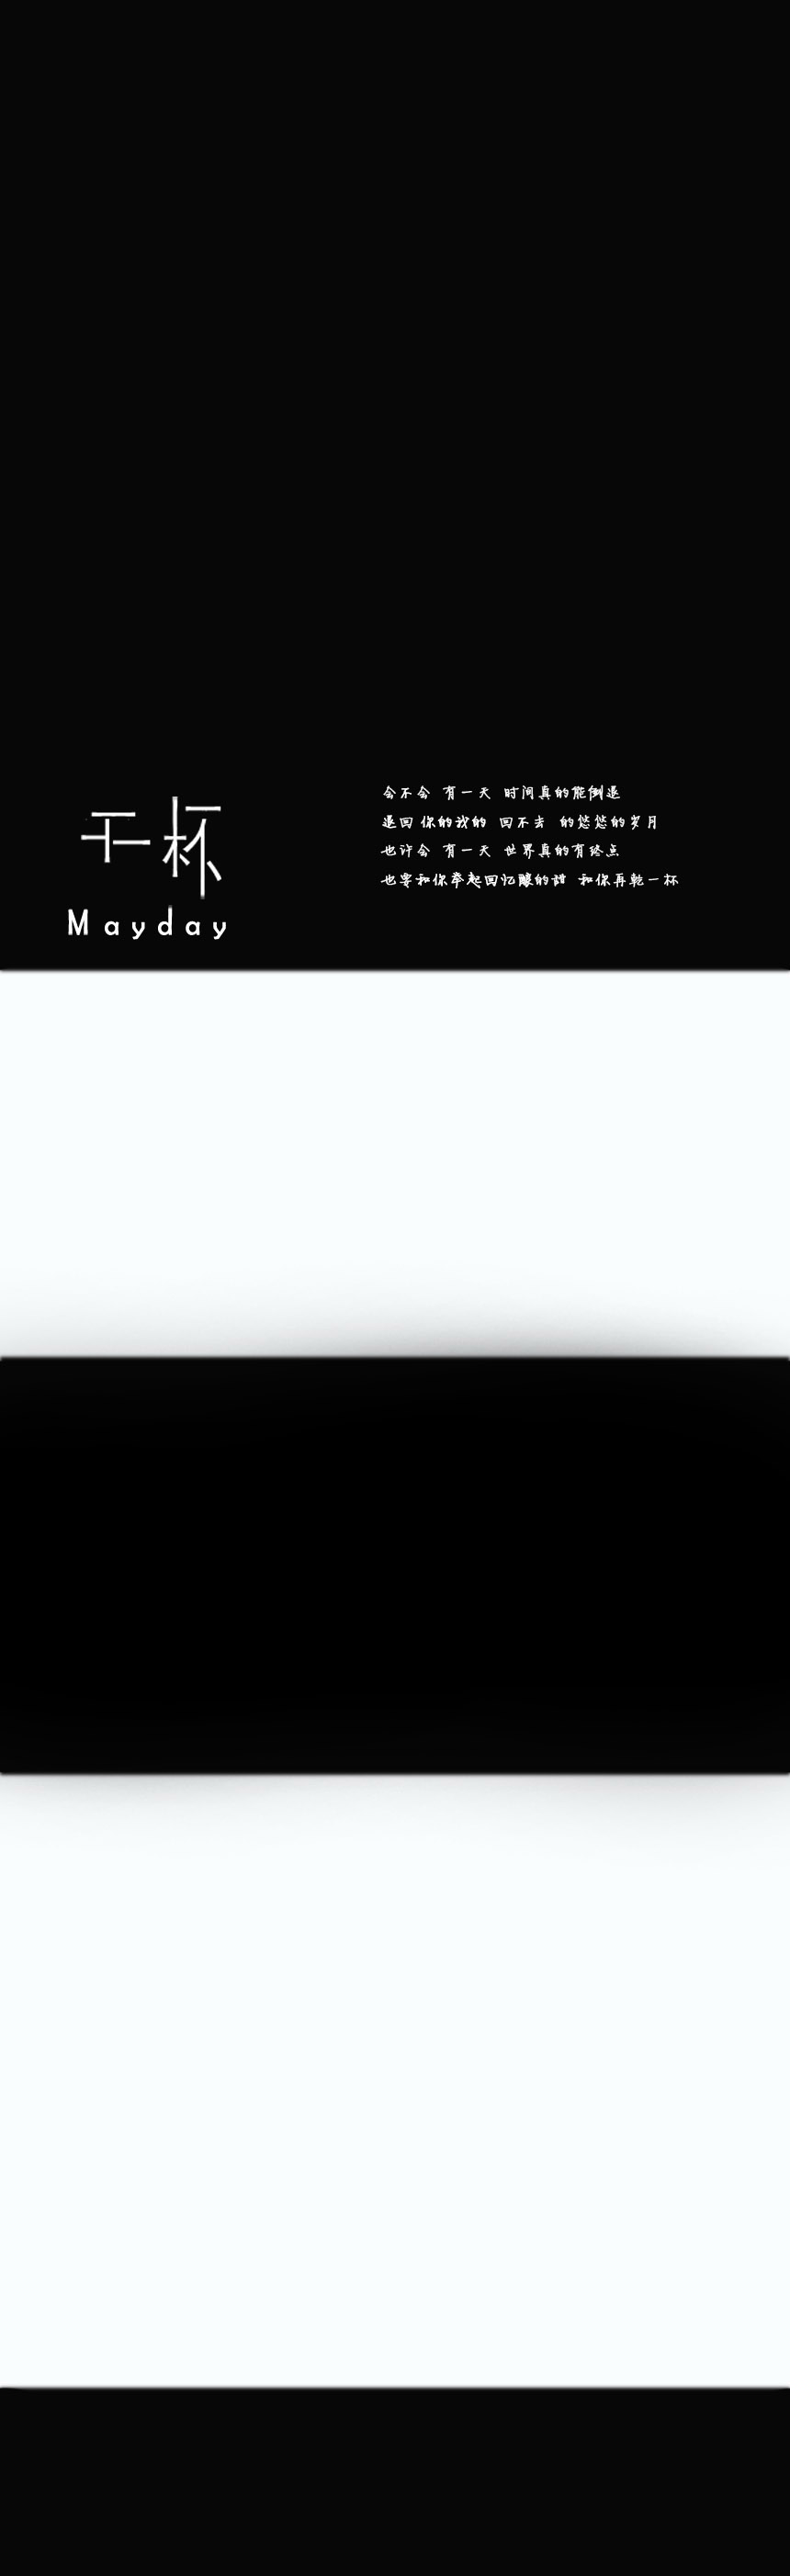 干杯
Mayday
会不会 有一天 时间真的能倒退
退回 你的我的 回不去 的悠悠的岁月
也许会 有一天 世界真的有终点
也要和你举起回忆酿的甜 和你再乾一杯